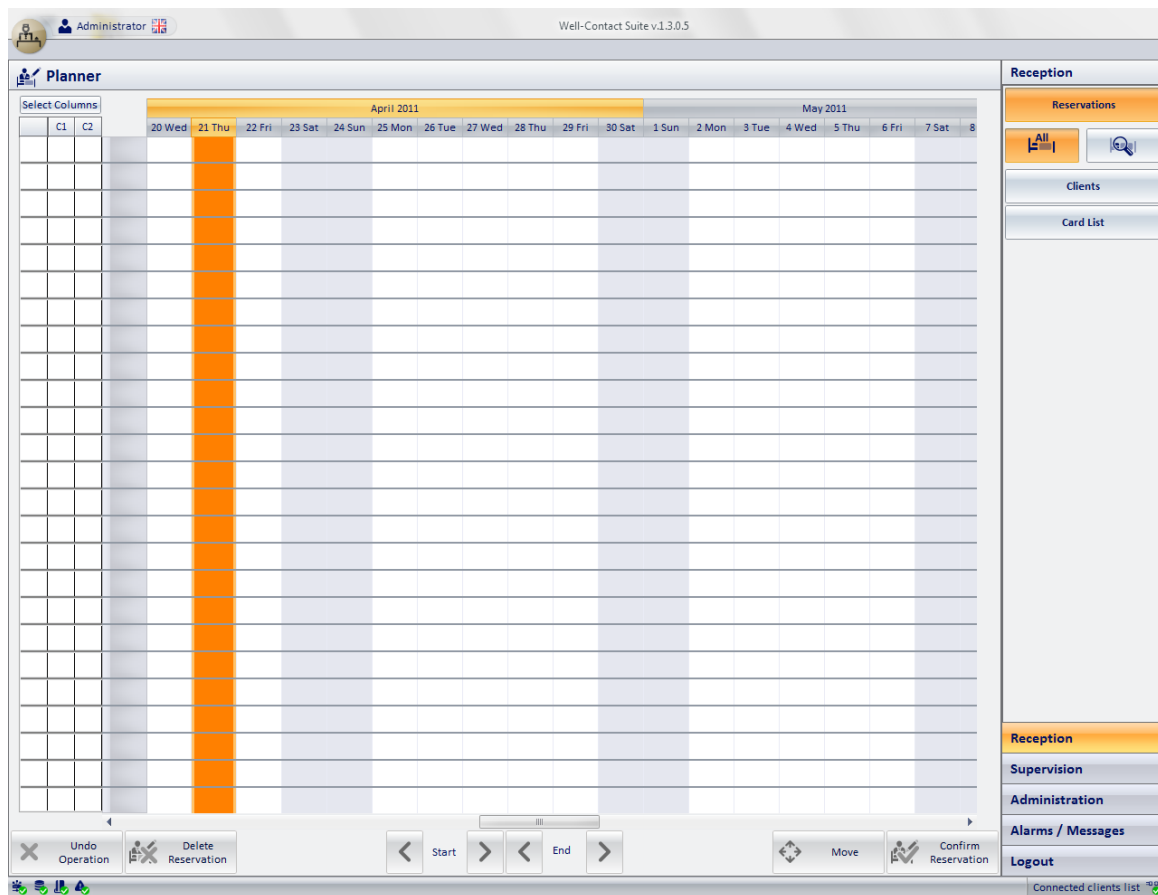 Administrator
Well-Contact Suite v.1.3.0.5
Planner
Select Columns
C1 C2
April 2011 May 2011
20 Wed 21 Thu 22 Fri 23 Sat 24 Sun 25 Mon 26 Tue 27 Wed 28 Thu 29 Fri 30 Sat 1 Sun 2 Mon 3 Tue 4 Wed 5 Thu 6 Fri 7 Sat 8
Undo
Operation
Delete
Reservation
Start
End
Move
Confirm
Reservation
Reception
Reservations
All
Clients
Card List
Reception
Supervision
Administration
Alarms / Messages
Logout
Connected clients list